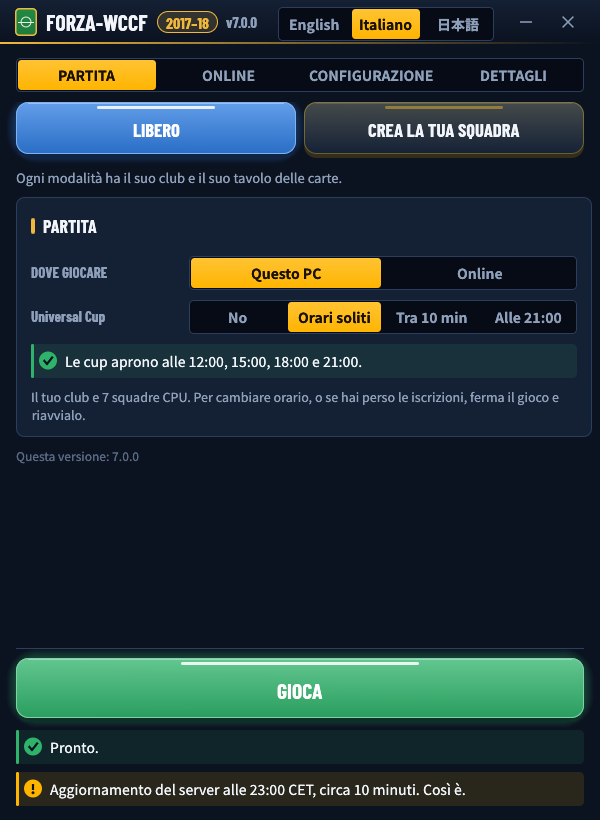 FORZA-WCCF 2017–18 v7.0.0 English Italiano 日本語
PARTITA ONLINE CONFIGURAZIONE DETTAGLI
LIBERO CREA LA TUA SQUADRA
Ogni modalità ha il suo club e il suo tavolo delle carte.
PARTITA
DOVE GIOCARE Questo PC Online
Universal Cup No Orari soliti Tra 10 min Alle 21:00
Le cup aprono alle 12:00, 15:00, 18:00 e 21:00.
Il tuo club e 7 squadre CPU. Per cambiare orario, o se hai perso le iscrizioni, ferma il gioco e
riavvialo.
Questa versione: 7.0.0
GIOCA
Pronto.
Aggiornamento del server alle 23:00 CET, circa 10 minuti. Così è.